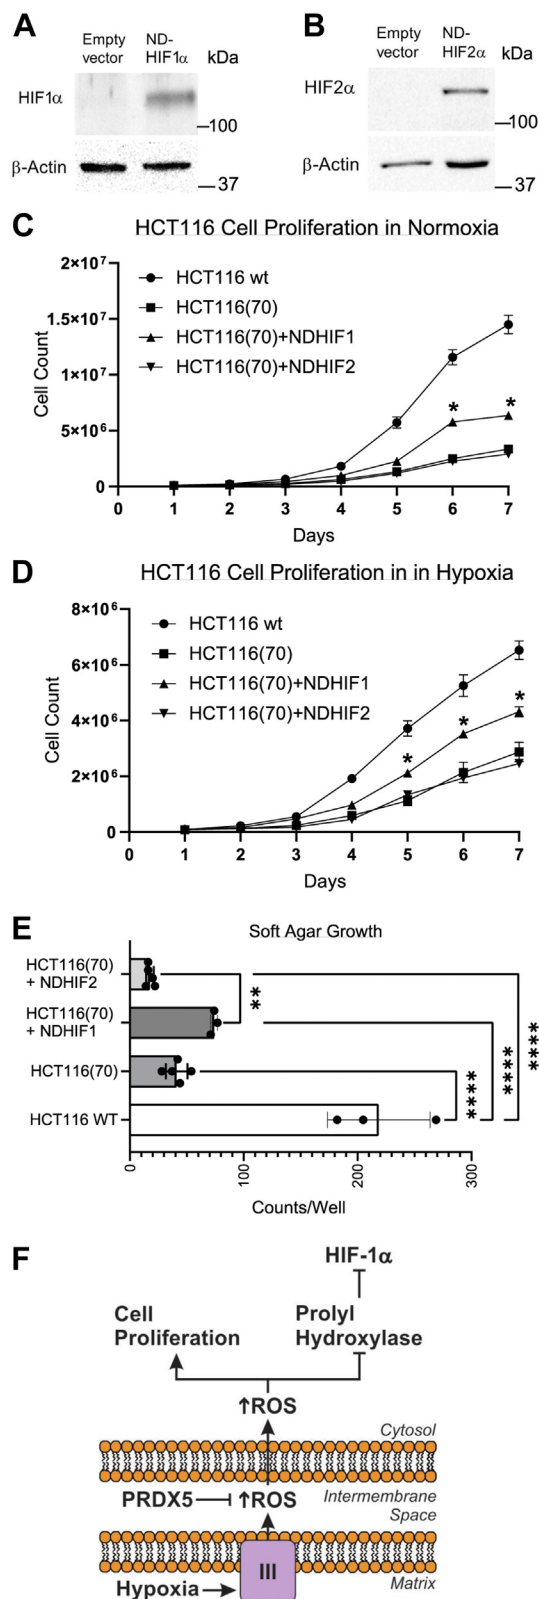 A
Empty
vector
ND-
HIF1α
kDa
HIF1α
100
β-Actin
37
B
Empty
vector
ND-
HIF2α
kDa
HIF2α
100
β-Actin
37
C
HCT116 Cell Proliferation in Normoxia
2×10⁷
1.5×10⁷
1×10⁷
5×10⁶
0
Cell Count
HCT116 wt
HCT116(70)
HCT116(70)+NDHIF1
HCT116(70)+NDHIF2
* *
0 1 2 3 4 5 6 7
Days
D
HCT116 Cell Proliferation in in Hypoxia
8×10⁶
6×10⁶
4×10⁶
2×10⁶
0
Cell Count
HCT116 wt
HCT116(70)
HCT116(70)+NDHIF1
HCT116(70)+NDHIF2
* * *
0 1 2 3 4 5 6 7
Days
E
Soft Agar Growth
HCT116(70)
+ NDHIF2
HCT116(70)
+ NDHIF1
HCT116(70)
HCT116 WT
**
****
****
****
0 100 200 300
Counts/Well
F
HIF-1α
Cell
Proliferation
Prolyl
Hydroxylase
↑ROS
Cytosol
PRDX5
↑ROS
Intermembrane
Space
III
Matrix
Hypoxia